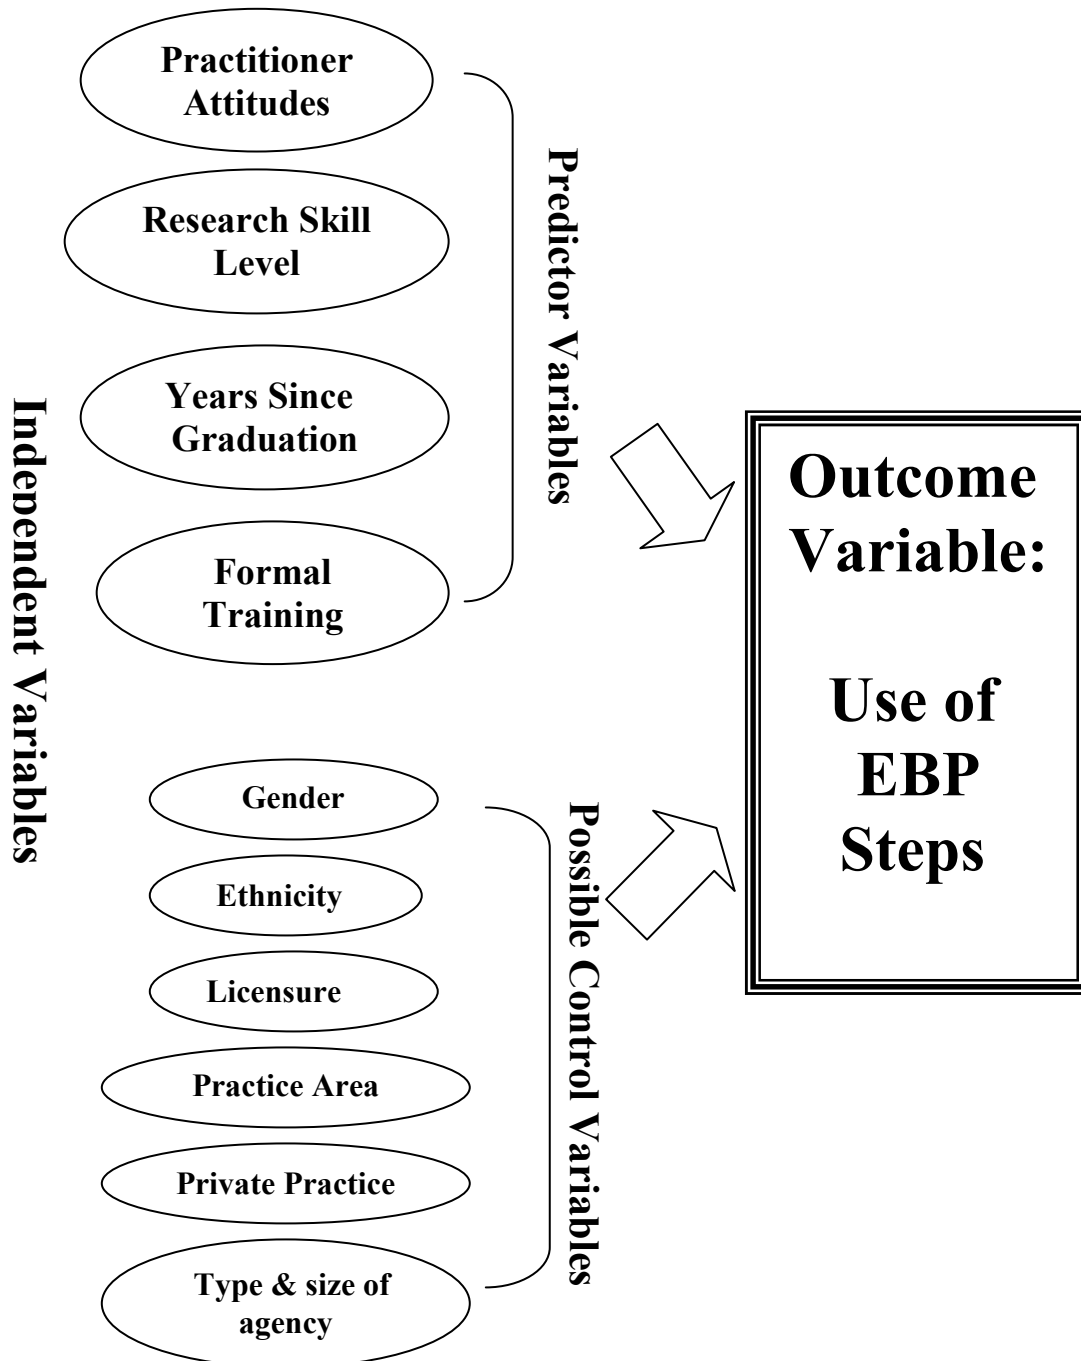 Independent Variables
Practitioner
Attitudes
Research Skill
Level
Years Since
Graduation
Formal
Training
Predictor Variables
Gender
Ethnicity
Licensure
Practice Area
Private Practice
Type & size of
agency
Possible Control Variables
Outcome
Variable:
Use of
EBP
Steps